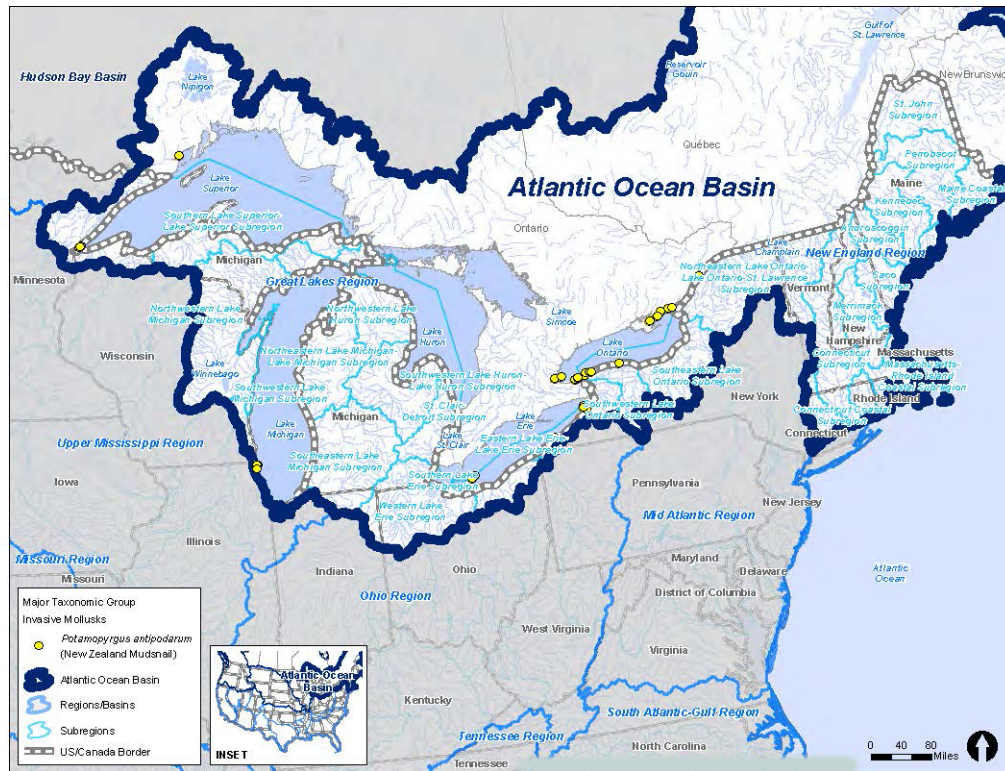 Hudson Bay Basin
Lake
Nipigon
Reservoir
Gouin
Gulf of
St. Lawrence
New Brunswick
St. John
Subregion
Québec
Penobscot
Subregion
Maine
Maine Coastal
Subregion
Kennebec
Subregion
Androscoggin
Subregion
Atlantic Ocean Basin
Lake
Superior
Southern Lake Superior-
Lake Superior Subregion
Ontario
Lake
Champlain
New England Region
Minnesota
Michigan
Great Lakes Region
Northeastern Lake Ontario-
Lake Ontario-St. Lawrence
Subregion
Vermont
Saco
Subregion
Merrimack
Subregion
New
Hampshire
Northwestern Lake
Michigan Subregion
Northwestern Lake
Huron Subregion
Lake
Simcoe
Wisconsin
Lake
Winnebago
Northeastern Lake Michigan-
Lake Michigan Subregion
Lake
Huron
Lake
Ontario
Southwestern Lake
Michigan Subregion
Southwestern Lake Huron-
Lake Huron Subregion
Southeastern Lake
Ontario Subregion
Connecticut
Subregion
Massachusetts
Massachusetts-
Rhode Island
Coastal Subregion
Rhode Island
New York
Michigan
St. Clair-
Detroit Subregion
Southwestern Lake
Ontario Subregion
Connecticut Coastal
Subregion
Connecticut
Lake
Michigan
Lake
St. Clair
Lake
Erie
Eastern Lake Erie-
Lake Erie Subregion
Upper Mississippi Region
Southeastern Lake
Michigan Subregion
Southern Lake
Erie Subregion
Iowa
Western Lake
Erie Subregion
Pennsylvania
New Jersey
Mid Atlantic Region
Illinois
Missouri Region
Missouri
Indiana
Ohio
Ohio Region
Maryland
Delaware
District of Columbia
Atlantic
Ocean
West Virginia
Virginia
Kentucky
South Atlantic-Gulf Region
Tennessee Region
North Carolina
Tennessee
Major Taxonomic Group
Invasive Mollusks
Potamopyrgus antipodarum
(New Zealand Mudsnail)
Atlantic Ocean Basin
Regions/Basins
Subregions
US/Canada Border
Atlantic Ocean
Basin
INSET
0 40 80
Miles